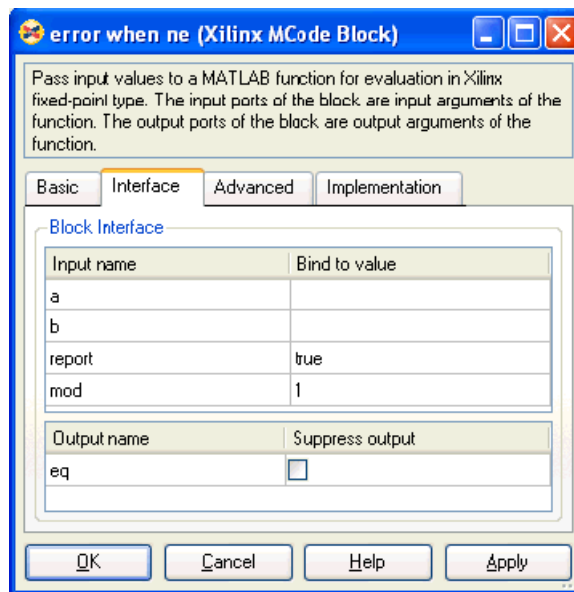 error when ne (Xilinx MCode Block)
Pass input values to a MATLAB function for evaluation in Xilinx
fixed-point type. The input ports of the block are input arguments of the
function. The output ports of the block are output arguments of the
function.
Basic Interface Advanced Implementation
Block Interface
Input name Bind to value
a
b
report true
mod 1
Output name Suppress output
eq
OK Cancel Help Apply